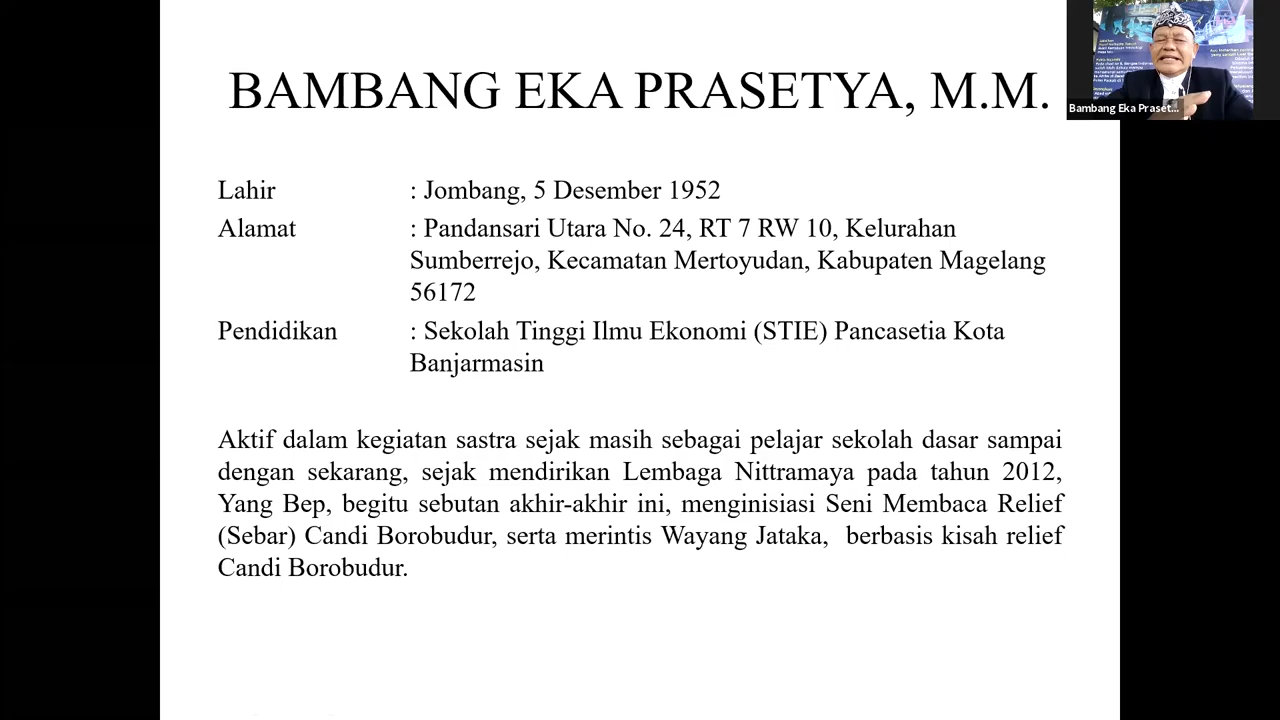 BAMBANG EKA PRASETYA, M.M.
Bambang Eka Praset...
Lahir : Jombang, 5 Desember 1952
Alamat : Pandansari Utara No. 24, RT 7 RW 10, Kelurahan
Sumberrejo, Kecamatan Mertoyudan, Kabupaten Magelang
56172
Pendidikan : Sekolah Tinggi Ilmu Ekonomi (STIE) Pancasetia Kota
Banjarmasin
Aktif dalam kegiatan sastra sejak masih sebagai pelajar sekolah dasar sampai
dengan sekarang, sejak mendirikan Lembaga Nittramaya pada tahun 2012,
Yang Bep, begitu sebutan akhir-akhir ini, menginisiasi Seni Membaca Relief
(Sebar) Candi Borobudur, serta merintis Wayang Jataka,  berbasis kisah relief
Candi Borobudur.